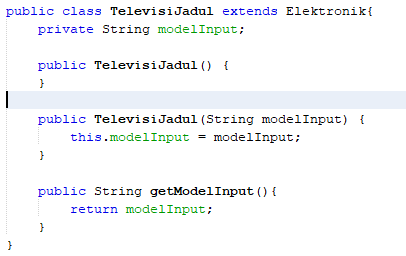 public class TelevisiJadul extends Elektronik{
    private String modelInput;

    public TelevisiJadul() {
    }

    public TelevisiJadul(String modelInput) {
        this.modelInput = modelInput;
    }

    public String getModelInput(){
        return modelInput;
    }
}